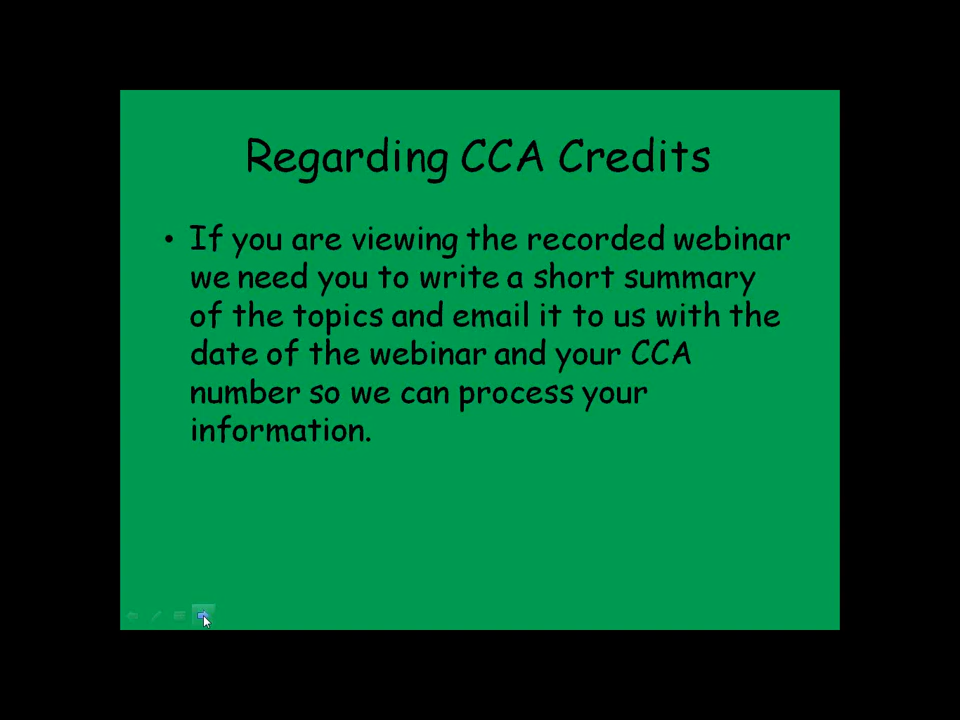 Regarding CCA Credits
• If you are viewing the recorded webinar
we need you to write a short summary
of the topics and email it to us with the
date of the webinar and your CCA
number so we can process your
information.